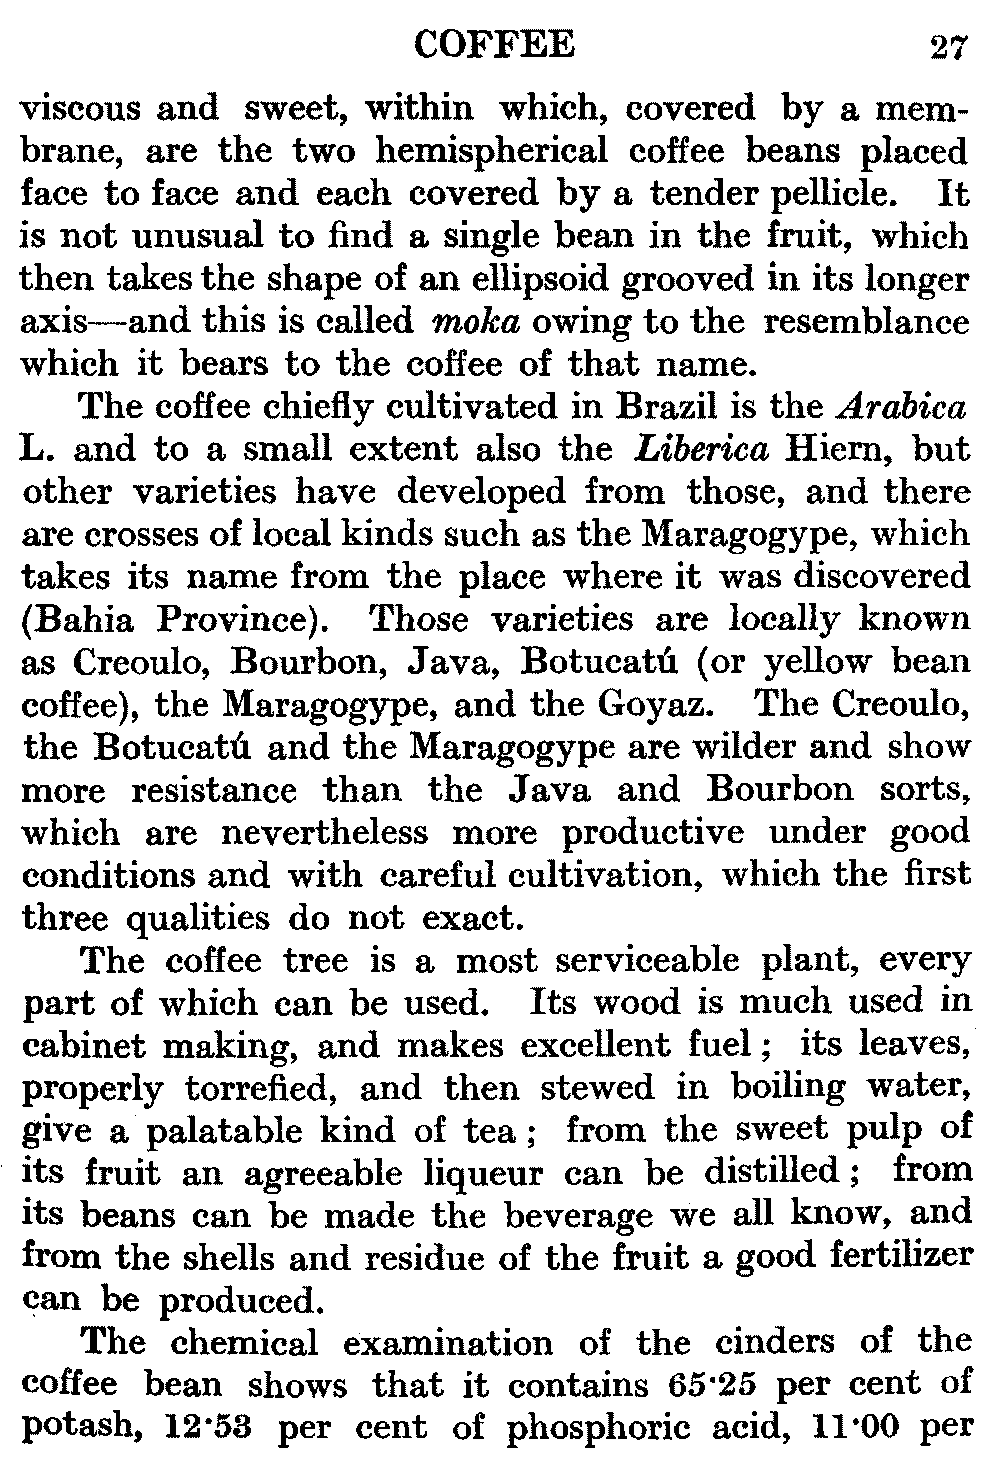 COFFEE 27
viscous and sweet, within which, covered by a mem-
brane, are the two hemispherical coffee beans placed
face to face and each covered by a tender pellicle. It
is not unusual to find a single bean in the fruit, which
then takes the shape of an ellipsoid grooved in its longer
axis—and this is called moka owing to the resemblance
which it bears to the coffee of that name.
The coffee chiefly cultivated in Brazil is the Arabica
L. and to a small extent also the Liberica Hiern, but
other varieties have developed from those, and there
are crosses of local kinds such as the Maragogype, which
takes its name from the place where it was discovered
(Bahia Province). Those varieties are locally known
as Creoulo, Bourbon, Java, Botucatú (or yellow bean
coffee), the Maragogype, and the Goyaz. The Creoulo,
the Botucatú and the Maragogype are wilder and show
more resistance than the Java and Bourbon sorts,
which are nevertheless more productive under good
conditions and with careful cultivation, which the first
three qualities do not exact.
The coffee tree is a most serviceable plant, every
part of which can be used. Its wood is much used in
cabinet making, and makes excellent fuel; its leaves,
properly torrefied, and then stewed in boiling water,
give a palatable kind of tea; from the sweet pulp of
its fruit an agreeable liqueur can be distilled; from
its beans can be made the beverage we all know, and
from the shells and residue of the fruit a good fertilizer
can be produced.
The chemical examination of the cinders of the
coffee bean shows that it contains 65·25 per cent of
potash, 12·53 per cent of phosphoric acid, 11·00 per